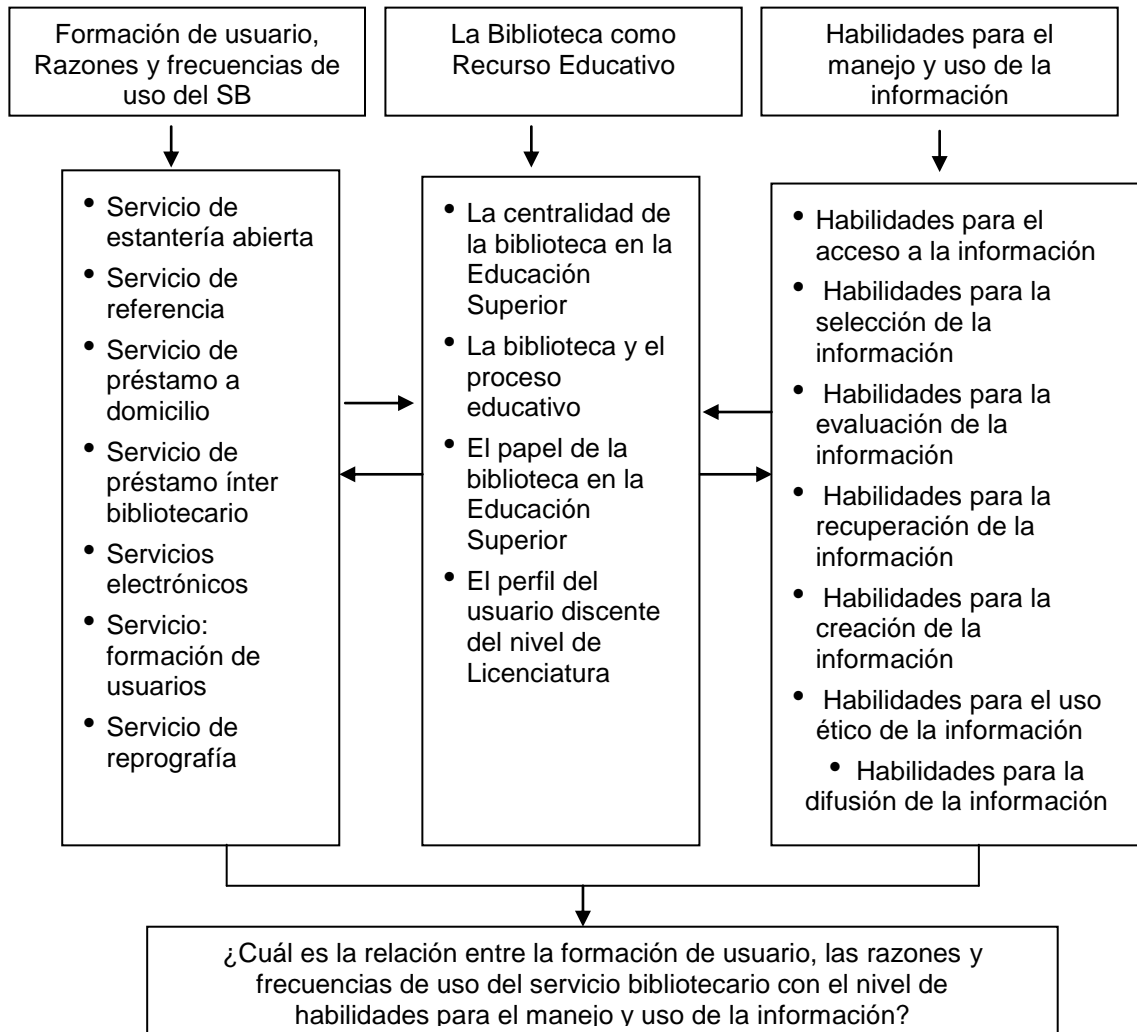 Formación de usuario,
Razones y frecuencias de
uso del SB
La Biblioteca como
Recurso Educativo
Habilidades para el
manejo y uso de la
información
• Servicio de
estantería abierta
• Servicio de
referencia
• Servicio de
préstamo a
domicilio
• Servicio de
préstamo ínter
bibliotecario
• Servicios
electrónicos
• Servicio:
formación de
usuarios
• Servicio de
reprografía
• La centralidad de
la biblioteca en la
Educación
Superior
• La biblioteca y el
proceso
educativo
• El papel de la
biblioteca en la
Educación
Superior
• El perfil del
usuario discente
del nivel de
Licenciatura
• Habilidades para el
acceso a la información
• Habilidades para la
selección de la
información
• Habilidades para la
evaluación de la
información
• Habilidades para la
recuperación de la
información
• Habilidades para la
creación de la
información
• Habilidades para el uso
ético de la información
• Habilidades para la
difusión de la información
¿Cuál es la relación entre la formación de usuario, las razones y
frecuencias de uso del servicio bibliotecario con el nivel de
habilidades para el manejo y uso de la información?